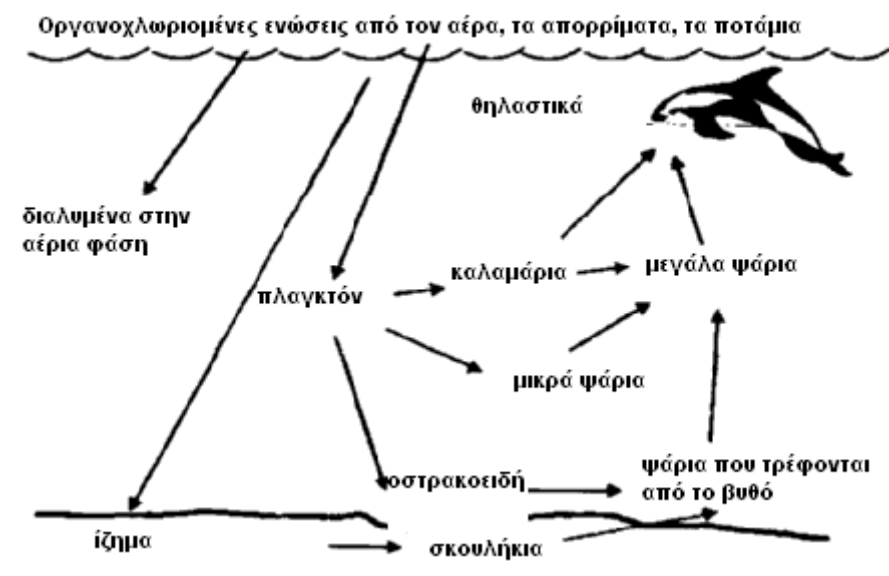 Οργανοχλωριομένες ενώσεις από τον αέρα, τα απορρίματα, τα ποτάμια
θηλαστικά
διαλυμένα στην
αέρια φάση
πλαγκτόν
καλαμάρια
μεγάλα ψάρια
μικρά ψάρια
οστρακοειδή
ψάρια που τρέφονται
από το βυθό
ίζημα
σκουλήκια